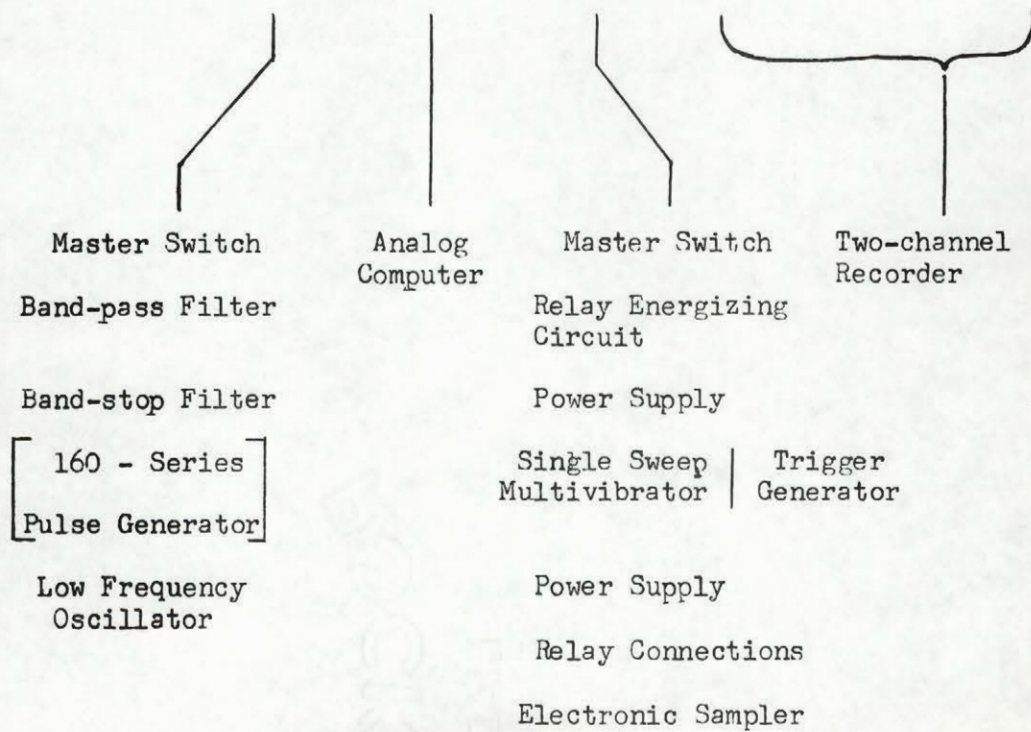 Master Switch
Band-pass Filter
Band-stop Filter
160 - Series
Pulse Generator
Low Frequency
Oscillator
Analog
Computer
Master Switch
Relay Energizing
Circuit
Power Supply
Single Sweep
Multivibrator
Trigger
Generator
Power Supply
Relay Connections
Electronic Sampler
Two-channel
Recorder